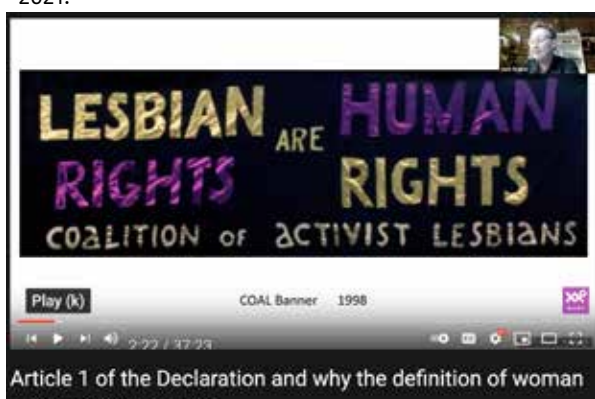 2021.
LESBIAN ARE HUMAN
RIGHTS RIGHTS
COALITION OF ACTIVIST LESBIANS
Play (k)
COAL Banner 1998
2:22 / 37:23
Article 1 of the Declaration and why the definition of woman